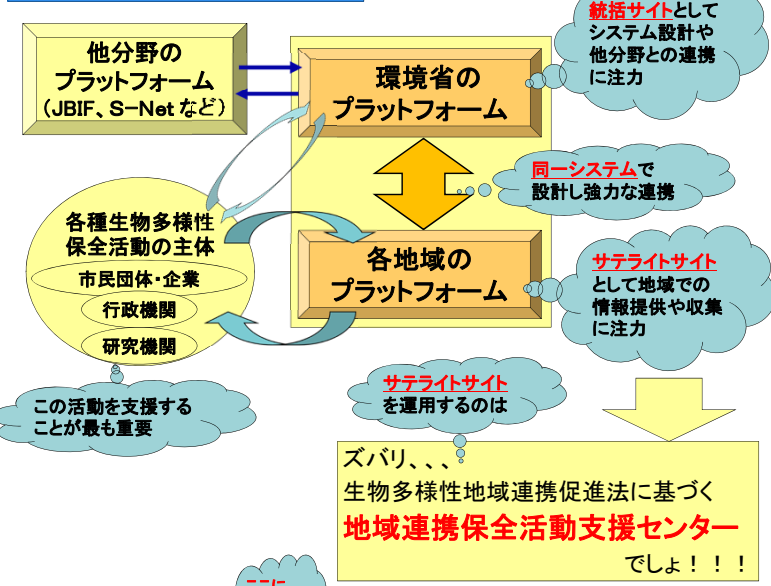 統括サイトとして
システム設計や
他分野との連携
に注力
他分野の
プラットフォーム
（JBIF、S−Netなど）
環境省の
プラットフォーム
同一システムで
設計し強力な連携
各種生物多様性
保全活動の主体
市民団体・企業
行政機関
研究機関
各地域の
プラットフォーム
サテライトサイト
として地域での
情報提供や収集
に注力
この活動を支援する
ことが最も重要
サテライトサイト
を運用するのは
ズバリ、、、
生物多様性地域連携促進法に基づく
地域連携保全活動支援センター
でしょ！！！
ここに